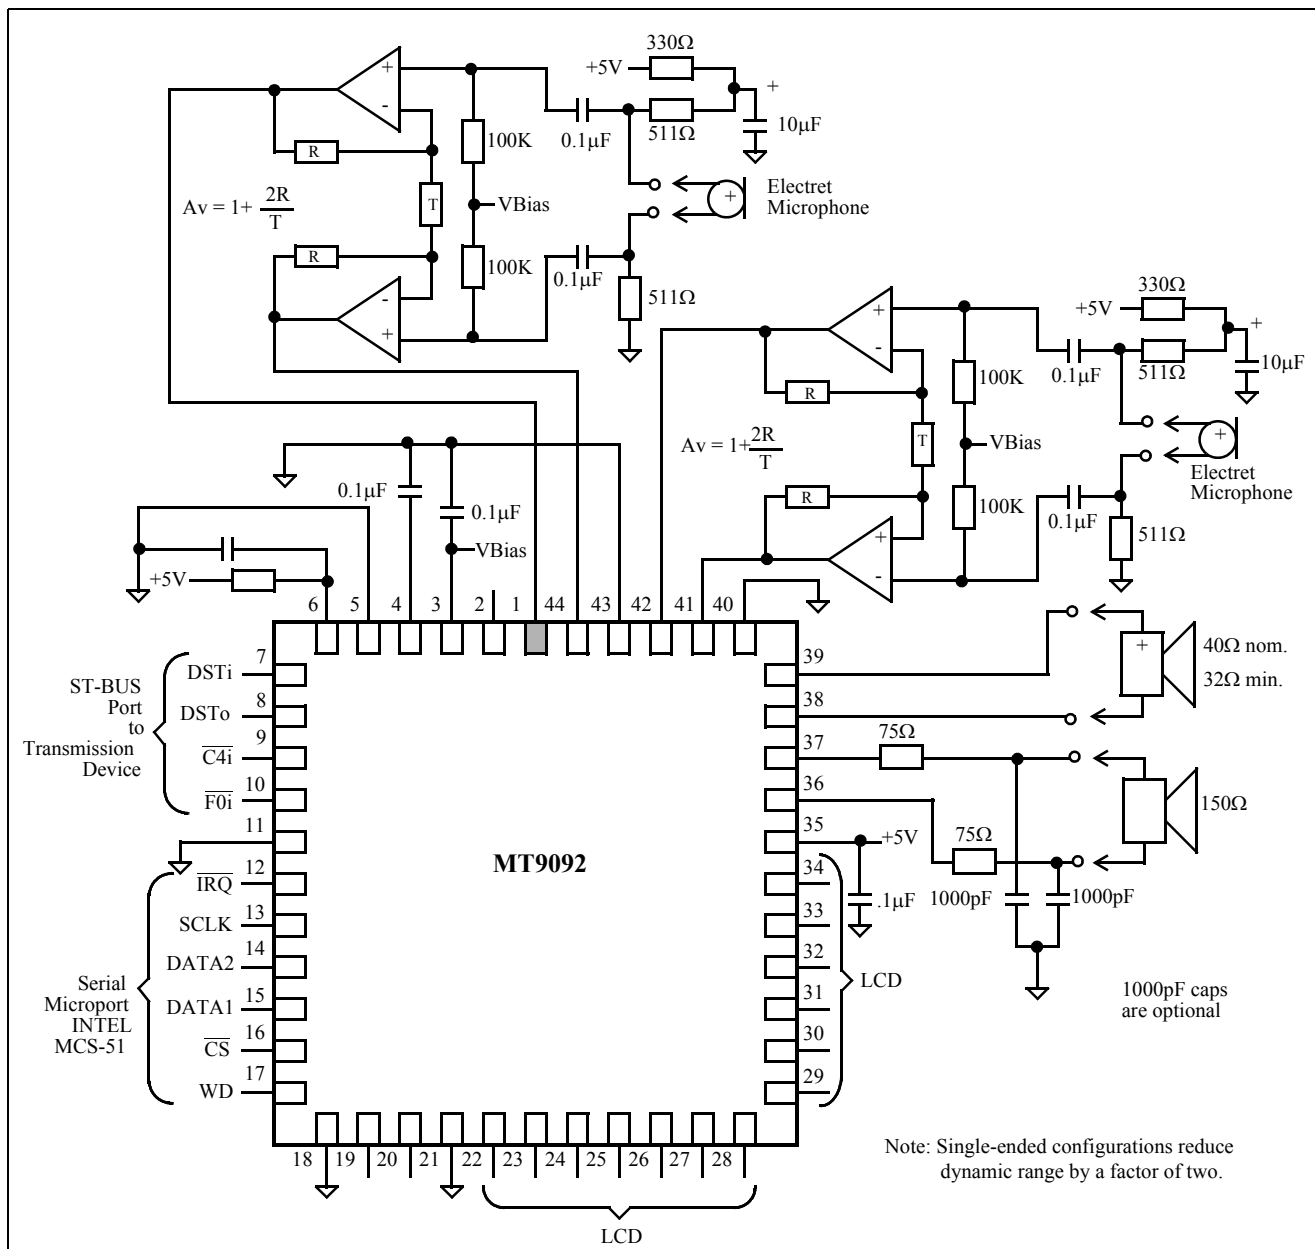 330Ω
+5V
+
511Ω
10µF
0.1µF
+
-
100K
R
Av = 1+ 2R
T
T
VBias
+
Electret
Microphone
R
100K
0.1µF
-
+
511Ω
330Ω
+5V
+
511Ω
10µF
0.1µF
+
-
100K
R
Av = 1+ 2R
T
T
VBias
+
Electret
Microphone
R
100K
0.1µF
+
-
511Ω
0.1µF
0.1µF
VBias
+5V
6 5 4 3 2 1 44 43 42 41 40
7
DSTi
8
DSTo
9
C4i
10
F0i
ST-BUS
Port
to
Transmission
Device
11
12
IRQ
13
SCLK
14
DATA2
15
DATA1
16
CS
17
WD
Serial
Microport
INTEL
MCS-51
MT9092
39
38
37
36
35
34
33
32
31
30
29
+
40Ω nom.
32Ω min.
75Ω
75Ω
150Ω
+5V
.1µF
1000pF
1000pF
LCD
1000pF caps
are optional
18 19 20 21 22 23 24 25 26 27 28
LCD
Note: Single-ended configurations reduce
dynamic range by a factor of two.